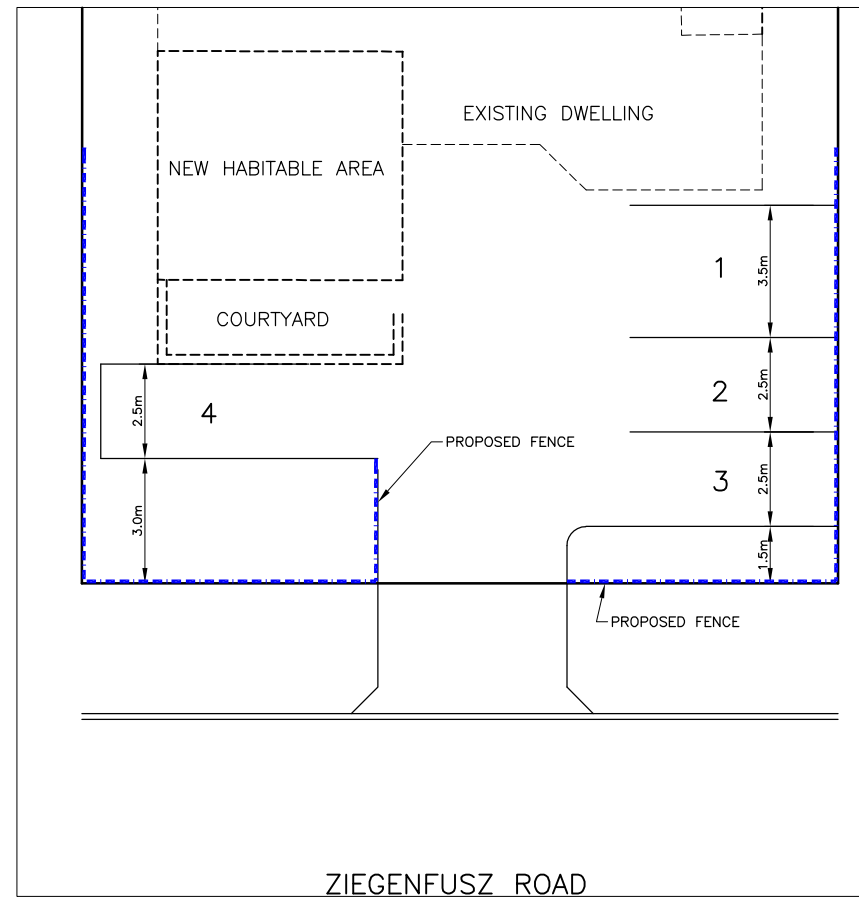 EXISTING DWELLING
NEW HABITABLE AREA
1
3.5m
COURTYARD
2
2.5m
4
2.5m
PROPOSED FENCE
3
2.5m
3.0m
1.5m
PROPOSED FENCE
ZIEGENFUSZ ROAD